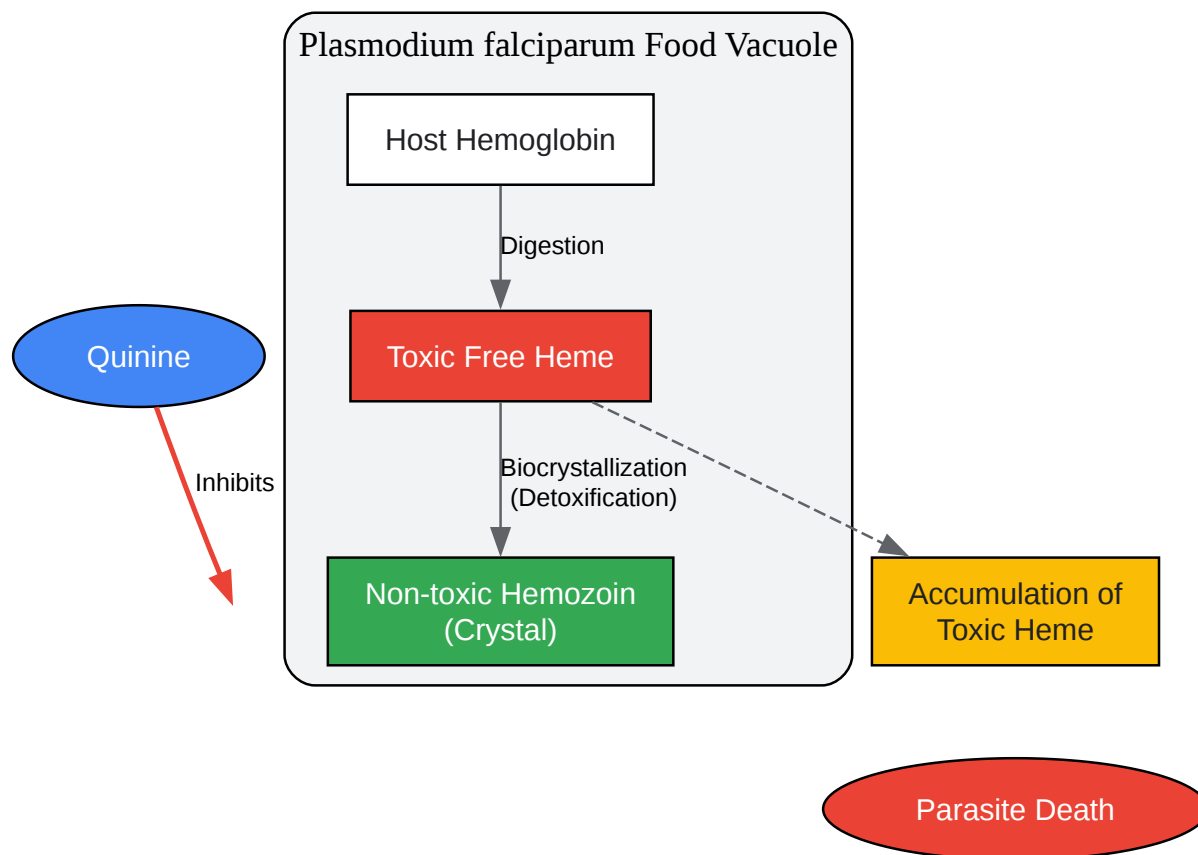 Plasmodium falciparum Food Vacuole
Host Hemoglobin
Digestion
Quinine
Toxic Free Heme
Inhibits
Biocrystallization
(Detoxification)
Non-toxic Hemozoin
(Crystal)
Accumulation of
Toxic Heme
Parasite Death